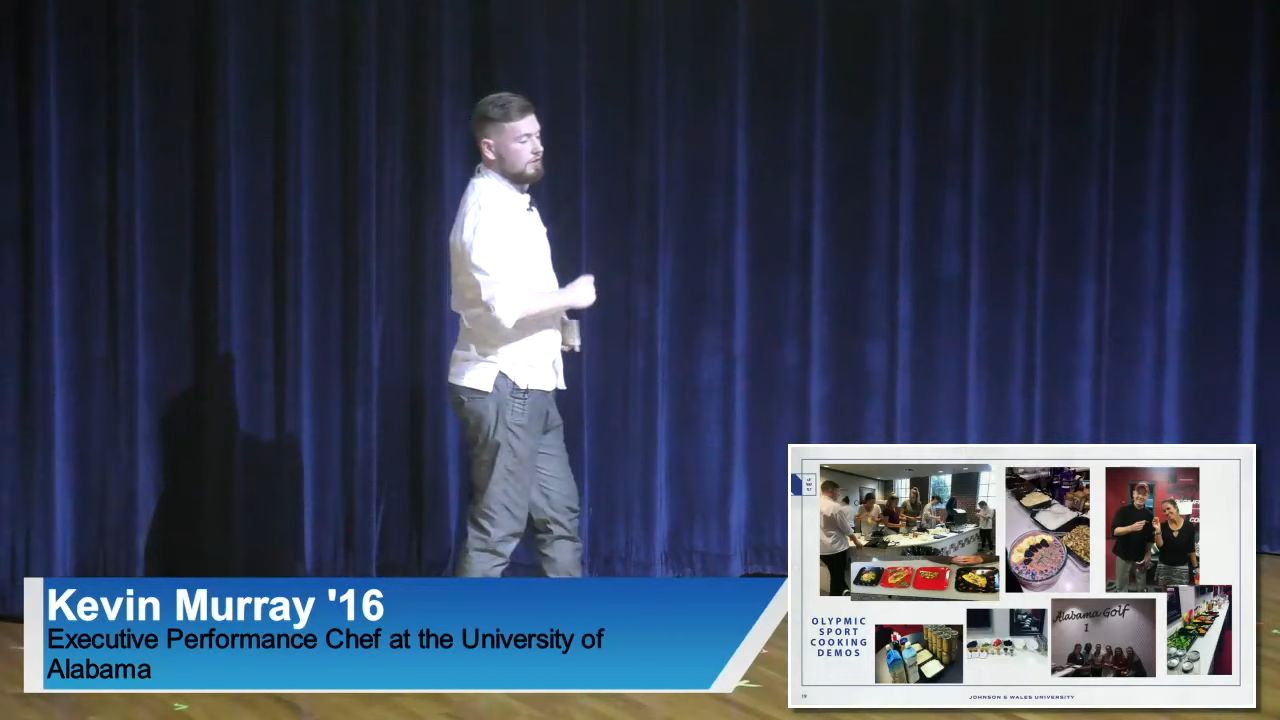 Kevin Murray '16
Executive Performance Chef at the University of
Alabama
OLYPMIC
SPORT
COOKING
DEMOS
Alabama Golf
19
JOHNSON & WALES UNIVERSITY